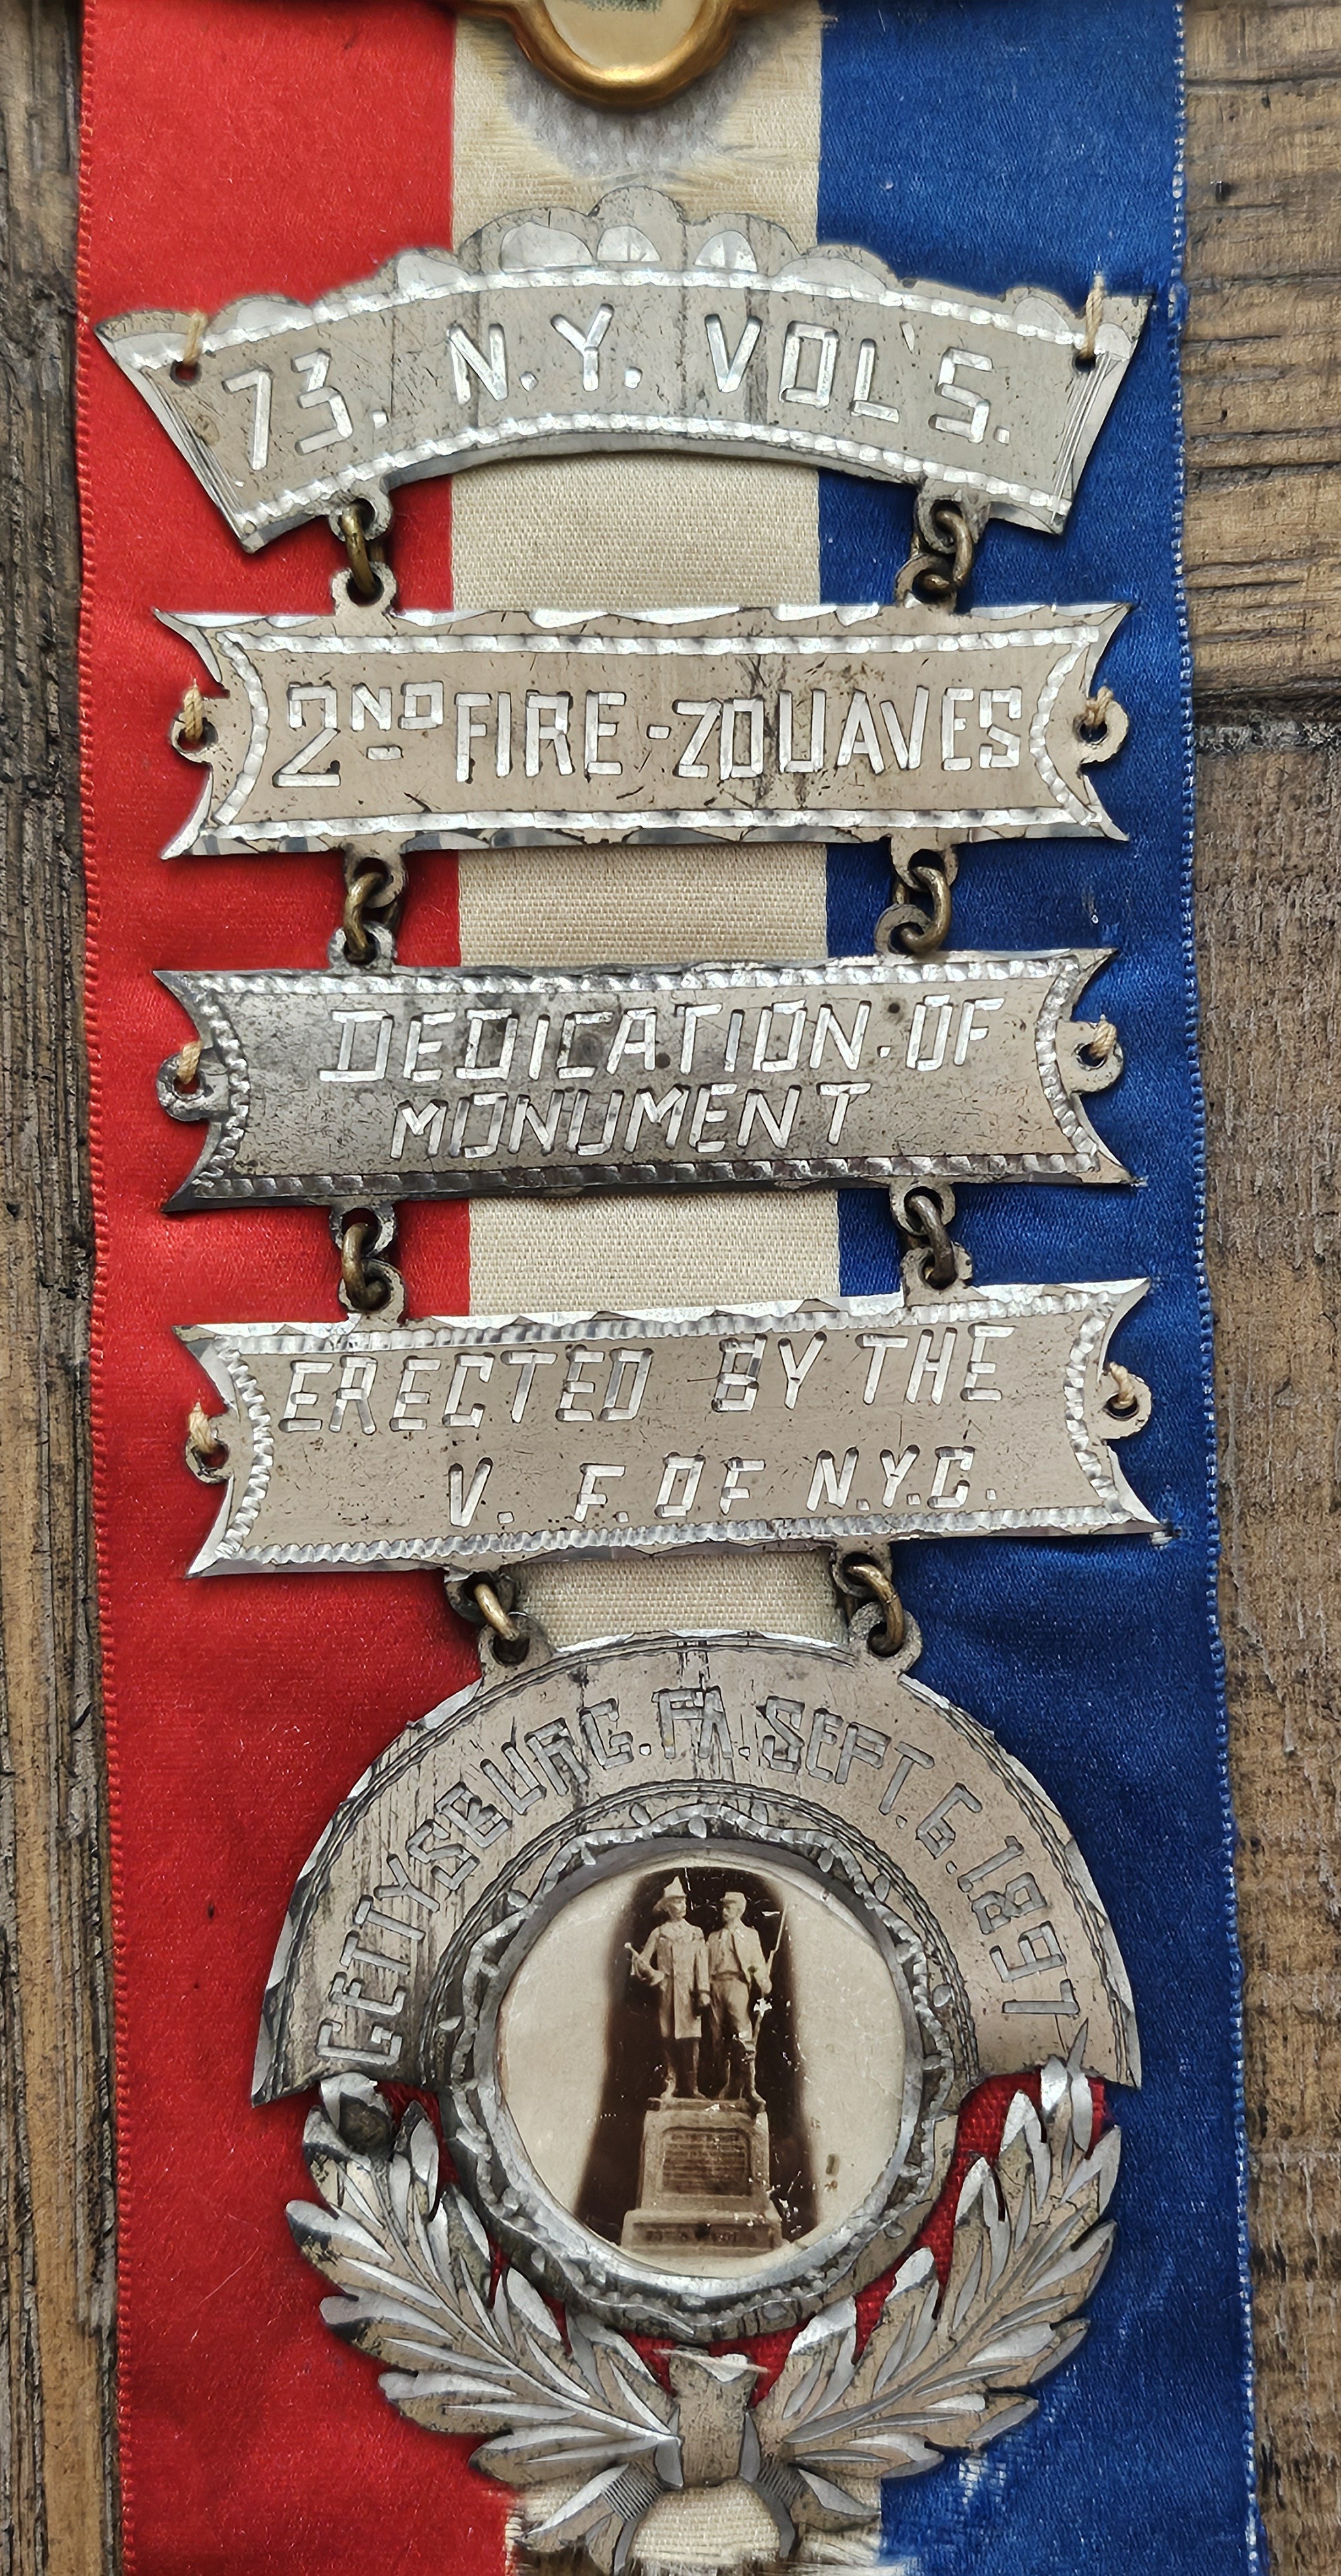 73. N.Y. VOL'S.
2ND FIRE-ZOUAVES
DEDICATION.OF
MONUMENT
ERECTED BY THE
V. F. OF N.Y.C.
GETTYSBURG. PA. SEPT. 6. 1897